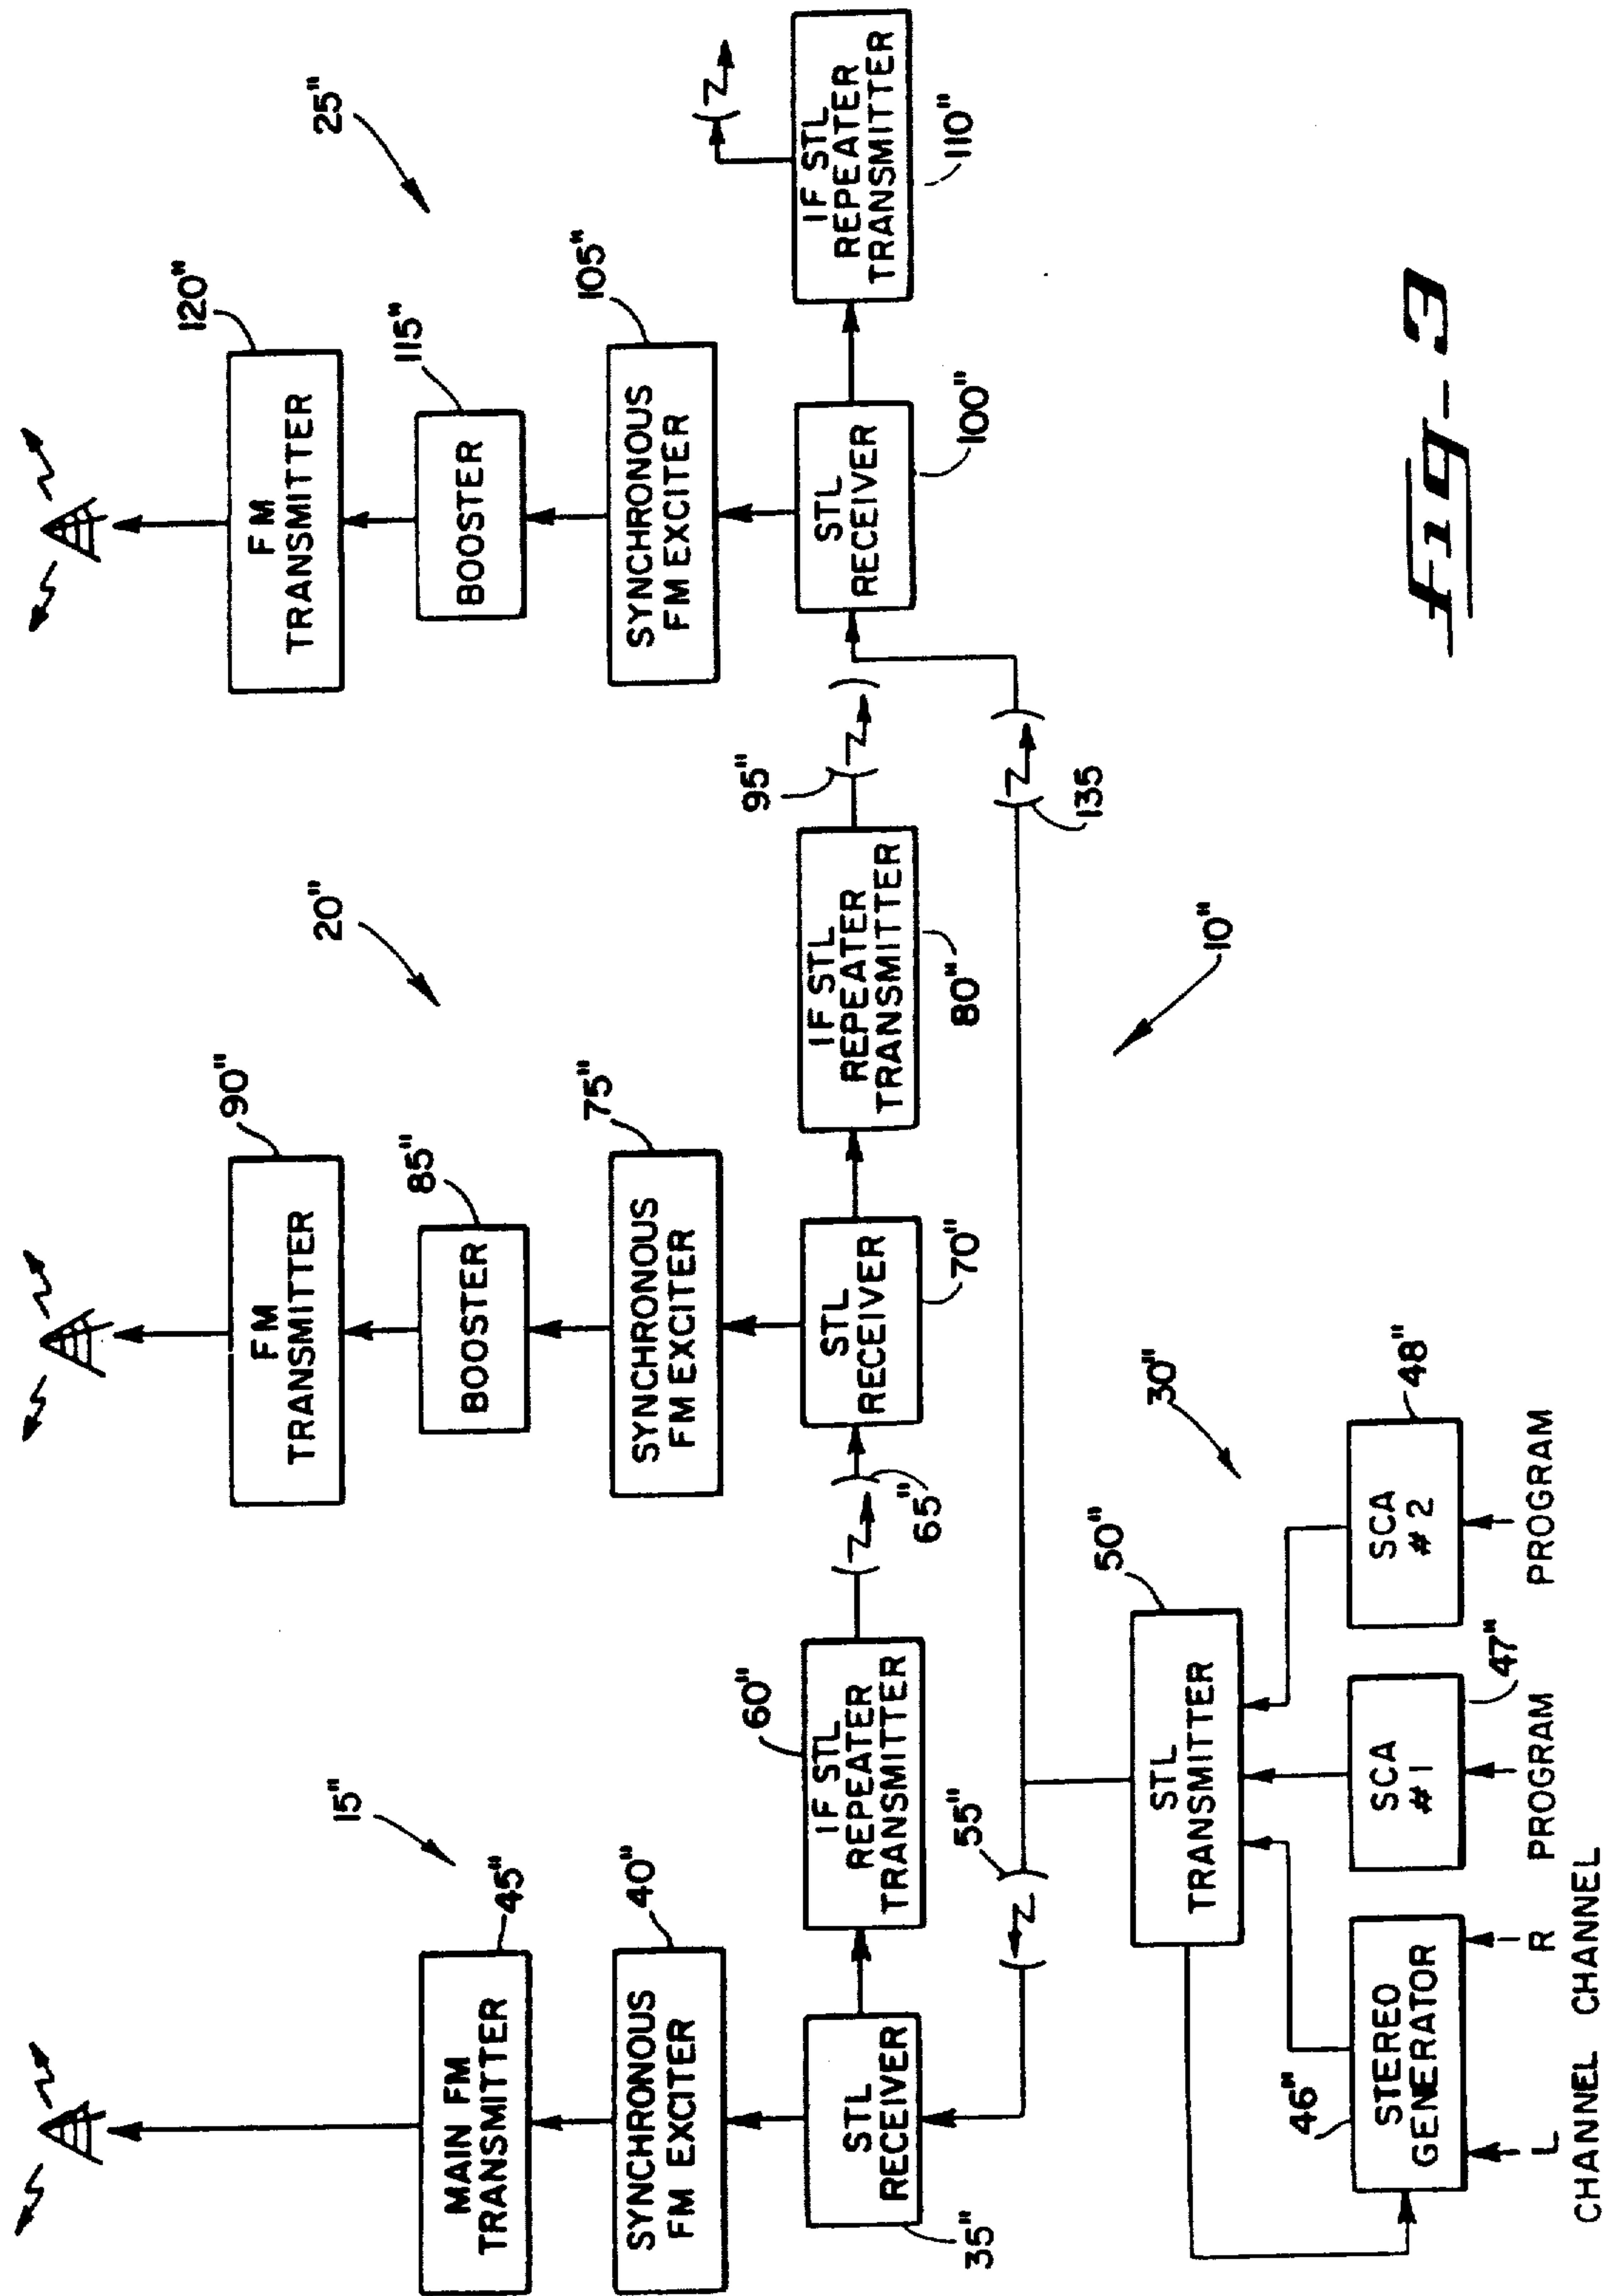 15"
20"
25"
45"
MAIN FM
TRANSMITTER
90"
FM
TRANSMITTER
120"
FM
TRANSMITTER
85"
BOOSTER
115"
BOOSTER
40"
SYNCHRONOUS
FM EXCITER
75"
SYNCHRONOUS
FM EXCITER
105"
SYNCHRONOUS
FM EXCITER
35"
STL
RECEIVER
60"
IF STL
REPEATER
TRANSMITTER
65"
STL
RECEIVER
70"
IF STL
REPEATER
TRANSMITTER
80"
95"
STL
RECEIVER
100"
IF STL
REPEATER
TRANSMITTER
110"
55"
135
10"
30"
50"
STL
TRANSMITTER
46"
STEREO
GENERATOR
SCA
#1
47"
SCA
#2
48"
L R PROGRAM PROGRAM
CHANNEL CHANNEL
Fig-3